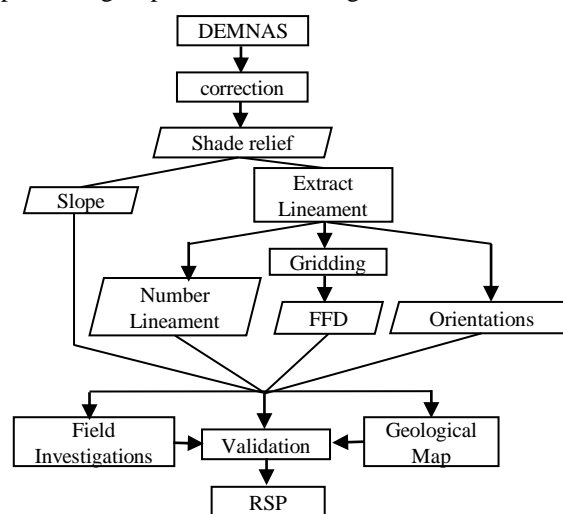 DEMNAS
correction
Shade relief
Slope
Extract
Lineament
Gridding
Number
Lineament
FFD
Orientations
Field
Investigations
Validation
Geological
Map
RSP